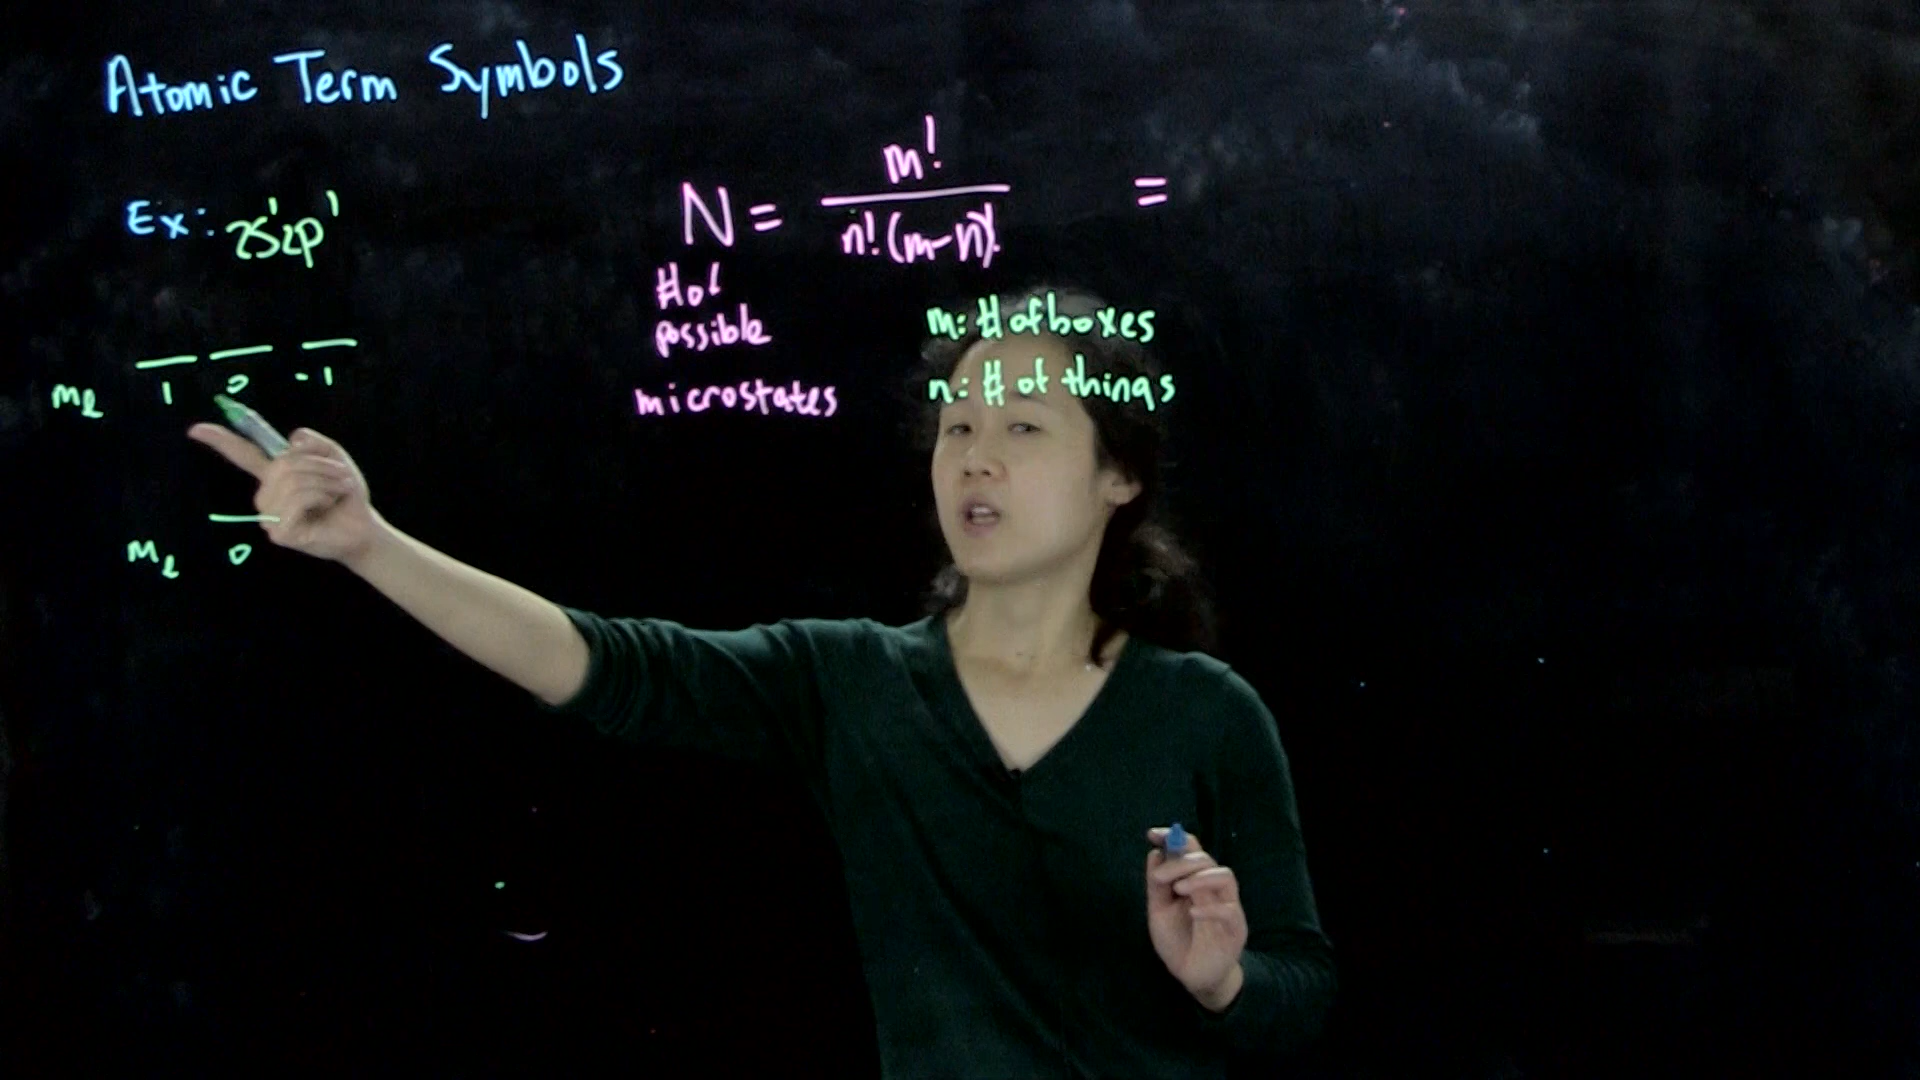 Atomic Term Symbols
Ex: 2s¹2p¹
1 0 -1
mℓ
mℓ 0
N = m! / n!(m-n)! =
# of
possible
microstates
m: # of boxes
n: # of things